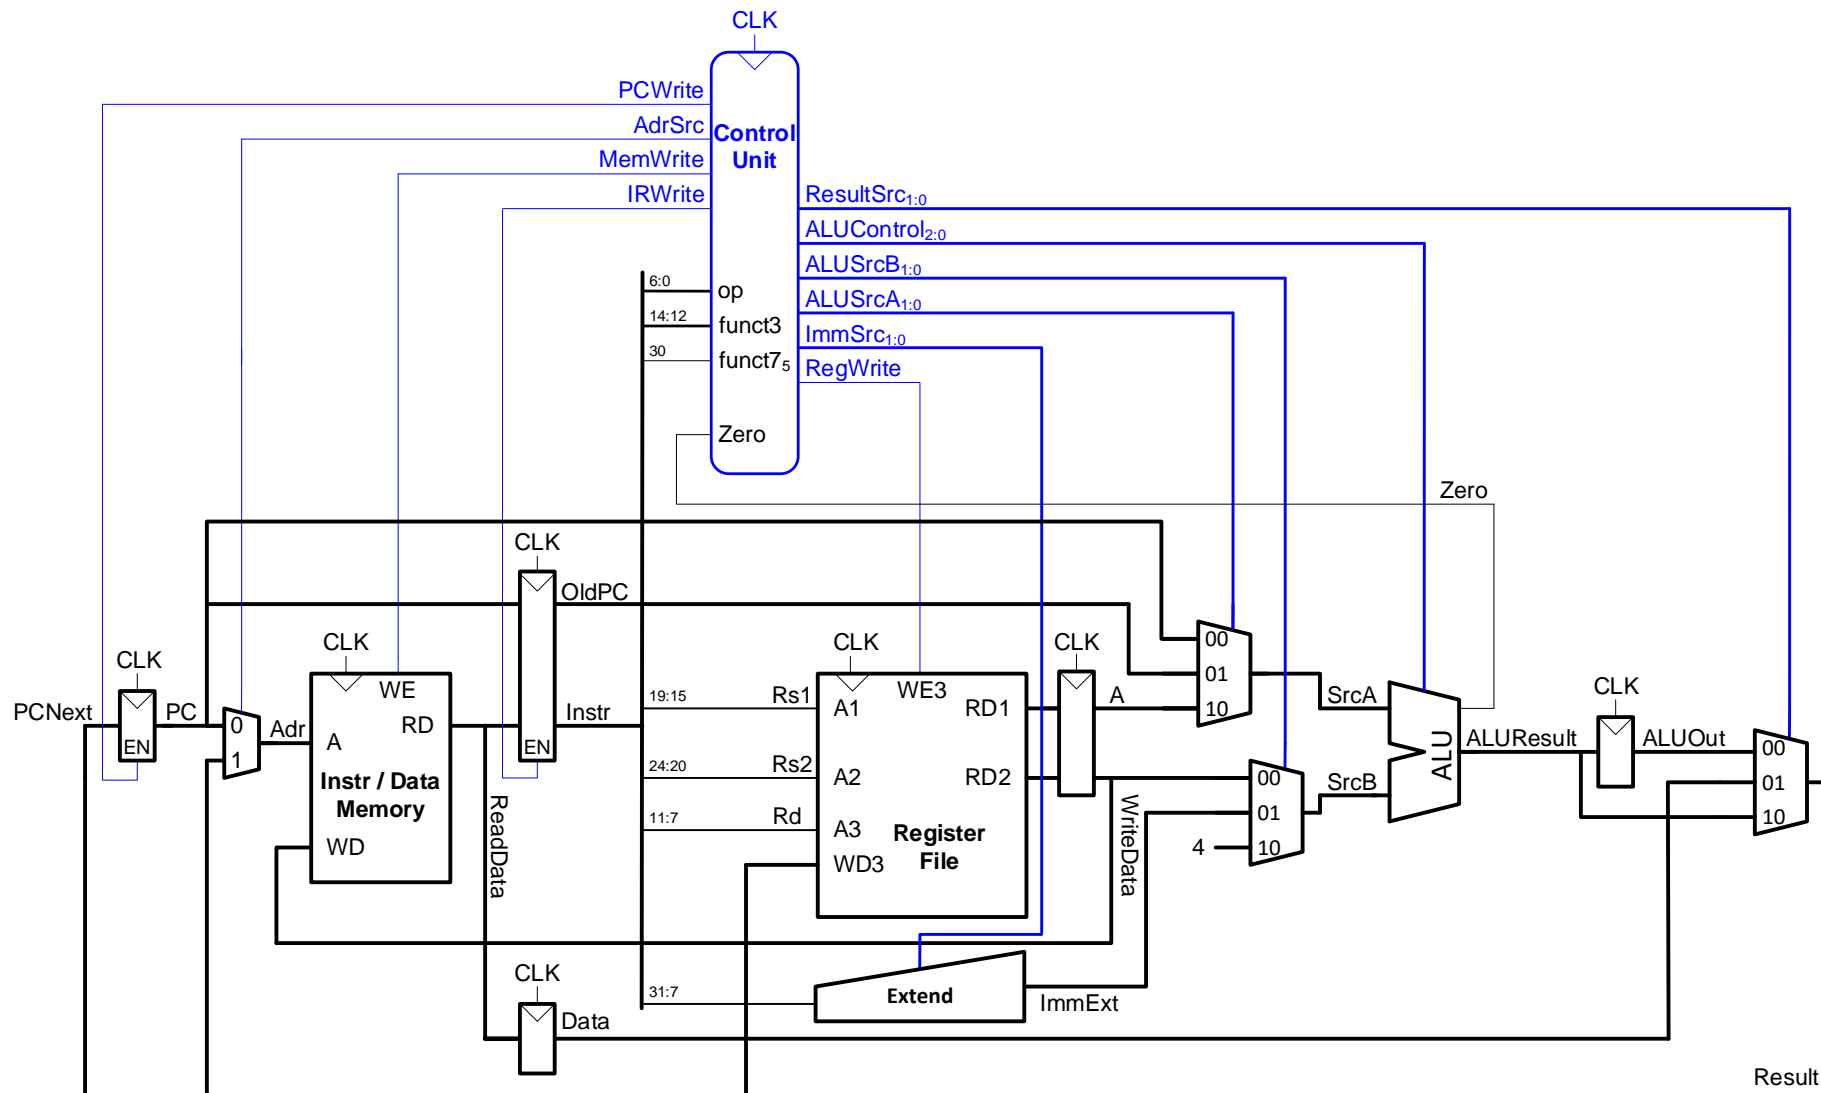 CLK
PCWrite
AdrSrc
MemWrite
IRWrite
Control
Unit
ResultSrc1:0
ALUControl2:0
ALUSrcB1:0
ALUSrcA1:0
ImmSrc1:0
RegWrite
6:0
op
14:12
funct3
30
funct75
Zero
Zero
CLK
OldPC
CLK
PCNext
EN
PC
0
1
Adr
CLK
WE
RD
A
Instr / Data
Memory
WD
ReadData
EN
Instr
19:15
Rs1
24:20
Rs2
11:7
Rd
31:7
CLK
WE3
A1
RD1
A2
RD2
A3
WD3
Register
File
CLK
A
WriteData
00
01
10
SrcA
00
01
10
4
SrcB
ALU
ALUResult
CLK
ALUOut
00
01
10
Extend
ImmExt
CLK
Data
Result